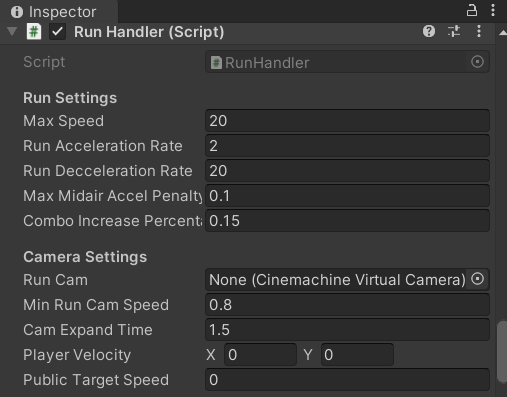 Inspector
# Run Handler (Script)
Script # RunHandler
Run Settings
Max Speed 20
Run Acceleration Rate 2
Run Decceleration Rate 20
Max Midair Accel Penalty 0.1
Combo Increase Percenta 0.15
Camera Settings
Run Cam None (Cinemachine Virtual Camera)
Min Run Cam Speed 0.8
Cam Expand Time 1.5
Player Velocity X 0 Y 0
Public Target Speed 0